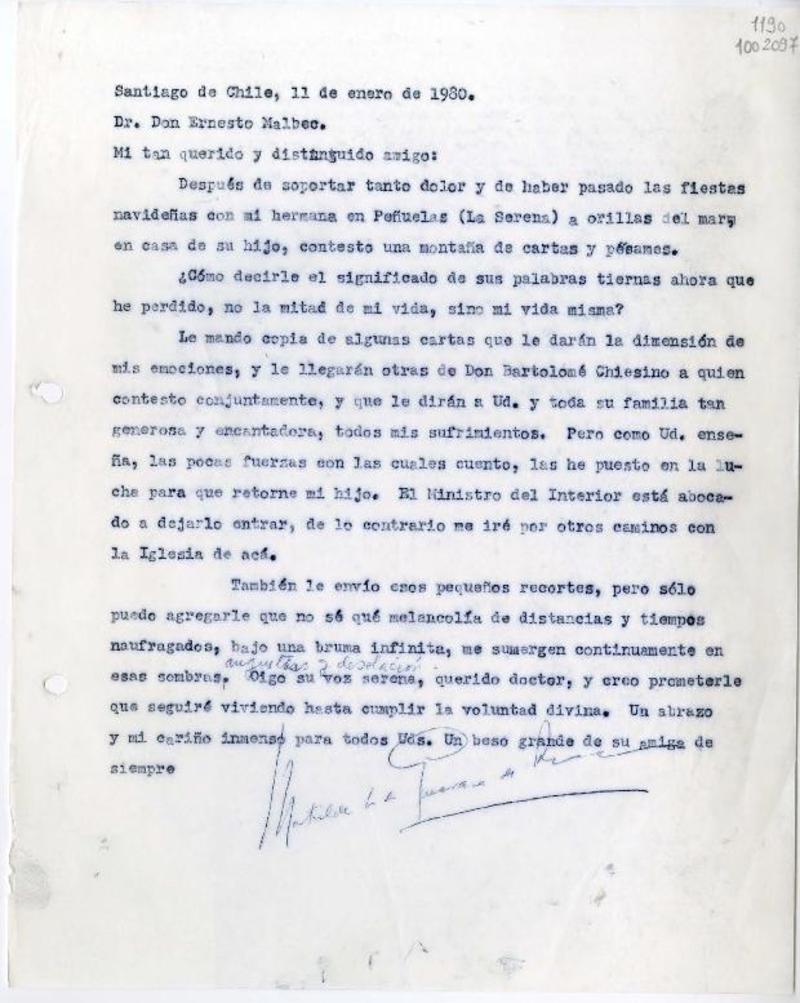 1190
1002097
Santiago de Chile, 11 de enero de 1980.
Dr. Don Ernesto Malbec.
Mi tan querido y distinguido amigo:
Después de soportar tanto dolor y de haber pasado las fiestas
navideñas con mi hermana en Peñuelas (La Serena) a orillas del mar,
en casa de su hijo, contesto una montaña de cartas y pésames.
¿Cómo decirle el significado de sus palabras tiernas ahora que
he perdido, no la mitad de mi vida, sino mi vida misma?
Le mando copia de algunas cartas que le darán la dimensión de
mis emociones, y le llegarán otras de Don Bartolomé Chiesino a quien
contesto conjuntamente, y que le dirán a Ud. y toda su familia tan
generosa y encantadora, todos mis sufrimientos. Pero como Ud. ense-
ña, las pocas fuerzas con las cuales cuento, las he puesto en la lu-
cha para que retorne mi hijo. El Ministro del Interior está aboca-
do a dejarlo entrar, de lo contrario me iré por otros caminos con
la Iglesia de acá.
También le envío esos pequeños recortes, pero sólo
puedo agregarle que no sé qué melancolía de distancias y tiempos
naufragados, bajo una bruma infinita, me sumergen continuamente en
angustias y desolación.
esas sombras. Oigo su voz serena, querido doctor, y creo prometerle
que seguiré viviendo hasta cumplir la voluntad divina. Un abrazo
y mi cariño inmenso para todos Uds. Un beso grande de su amiga de
siempre
Matilde L de Guevara